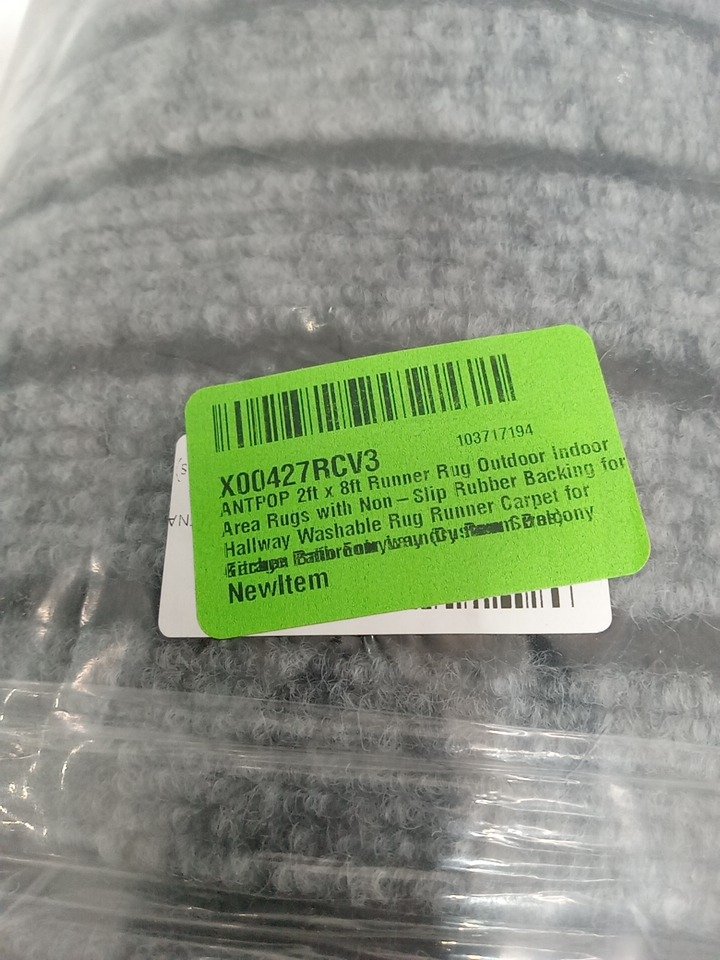 103717194
X00427RCV3
ANTPOP 2ft x 8ft Runner Rug Outdoor Indoor
Area Rugs with Non-Slip Rubber Backing for
Hallway Washable Rug Runner Carpet for
NewItem